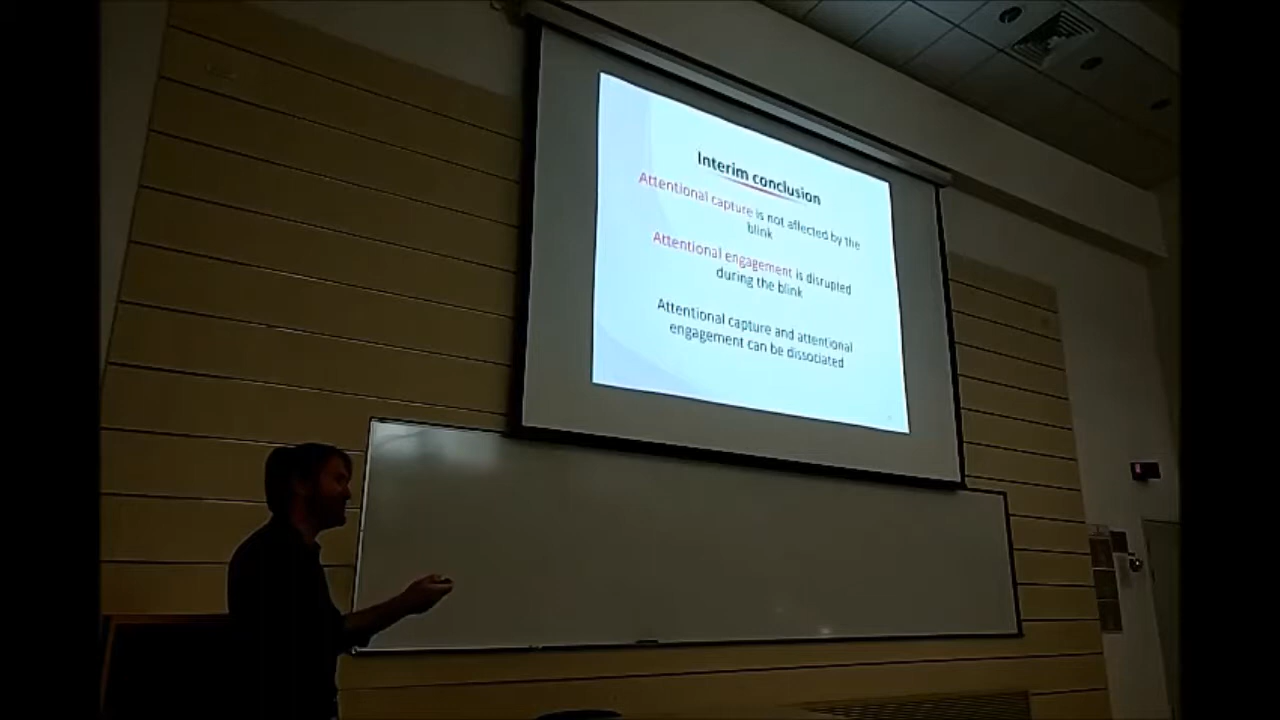 Interim conclusion
Attentional capture is not affected by the
blink
Attentional engagement is disrupted
during the blink
Attentional capture and attentional
engagement can be dissociated